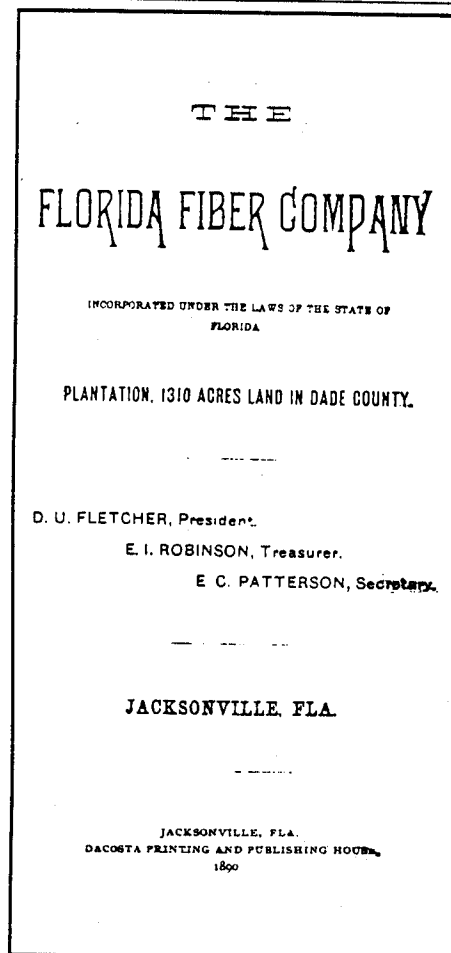 THE
FLORIDA FIBER COMPANY
INCORPORATED UNDER THE LAWS OF THE STATE OF
FLORIDA
PLANTATION, 1310 ACRES LAND IN DADE COUNTY.
D. U. FLETCHER, President.
E. I. ROBINSON, Treasurer.
E C. PATTERSON, Secretary.
JACKSONVILLE, FLA.
JACKSONVILLE, FLA.
DACOSTA PRINTING AND PUBLISHING HOUSE,
1890